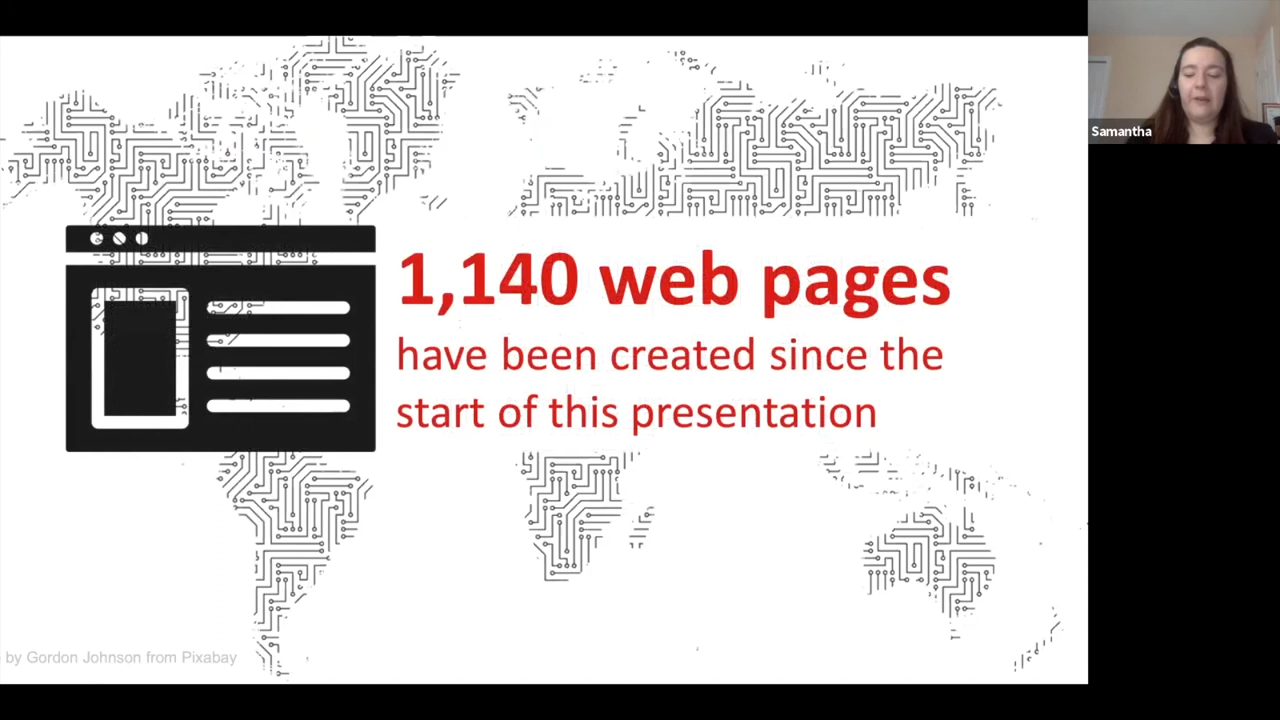 Samantha
1,140 web pages
have been created since the
start of this presentation
by Gordon Johnson from Pixabay